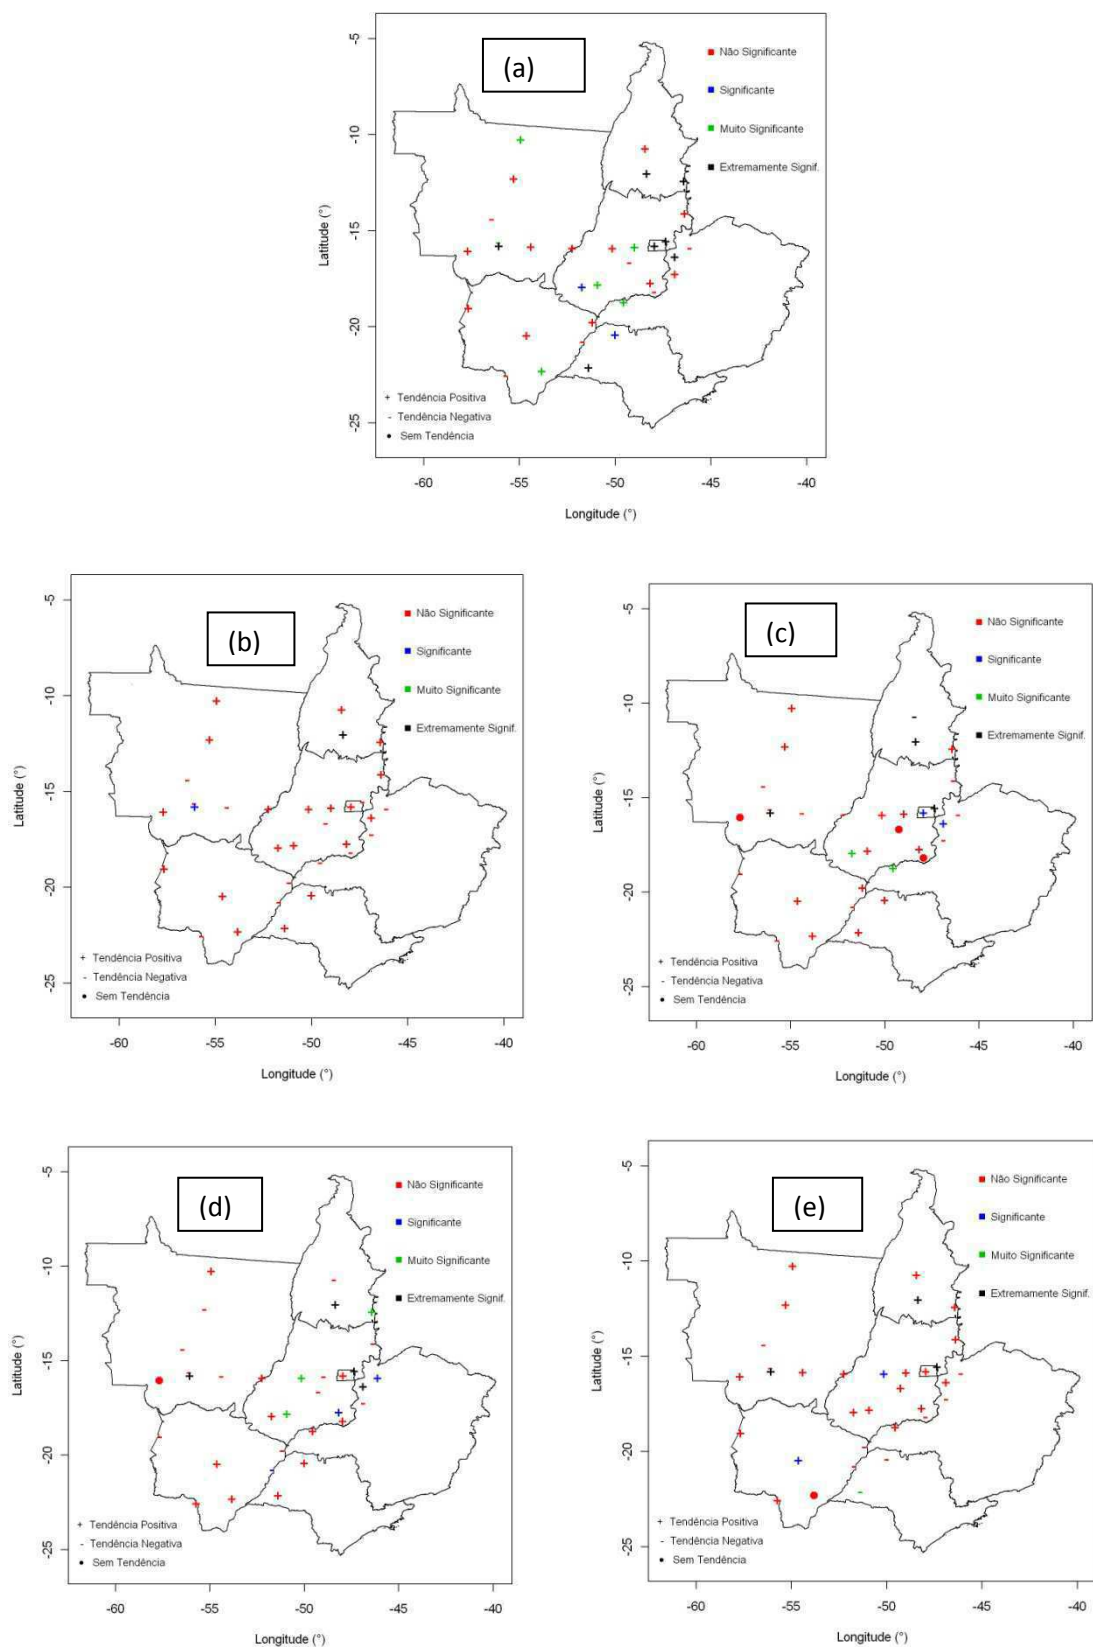 (a)
Não Significante
Significante
Muito Significante
Extremamente Signif.
-5
-10
-15
-20
-25
Latitude (°)
+ Tendência Positiva
- Tendência Negativa
● Sem Tendência
-60 -55 -50 -45 -40
Longitude (°)
(b)
Não Significante
Significante
Muito Significante
Extremamente Signif.
-5
-10
-15
-20
-25
Latitude (°)
+ Tendência Positiva
- Tendência Negativa
● Sem Tendência
-60 -55 -50 -45 -40
Longitude (°)
(c)
Não Significante
Significante
Muito Significante
Extremamente Signif.
-5
-10
-15
-20
-25
Latitude (°)
+ Tendência Positiva
- Tendência Negativa
● Sem Tendência
-60 -55 -50 -45 -40
Longitude (°)
(d)
Não Significante
Significante
Muito Significante
Extremamente Signif.
-5
-10
-15
-20
-25
Latitude (°)
+ Tendência Positiva
- Tendência Negativa
● Sem Tendência
-60 -55 -50 -45 -40
Longitude (°)
(e)
Não Significante
Significante
Muito Significante
Extremamente Signif.
-5
-10
-15
-20
-25
Latitude (°)
+ Tendência Positiva
- Tendência Negativa
● Sem Tendência
-60 -55 -50 -45 -40
Longitude (°)